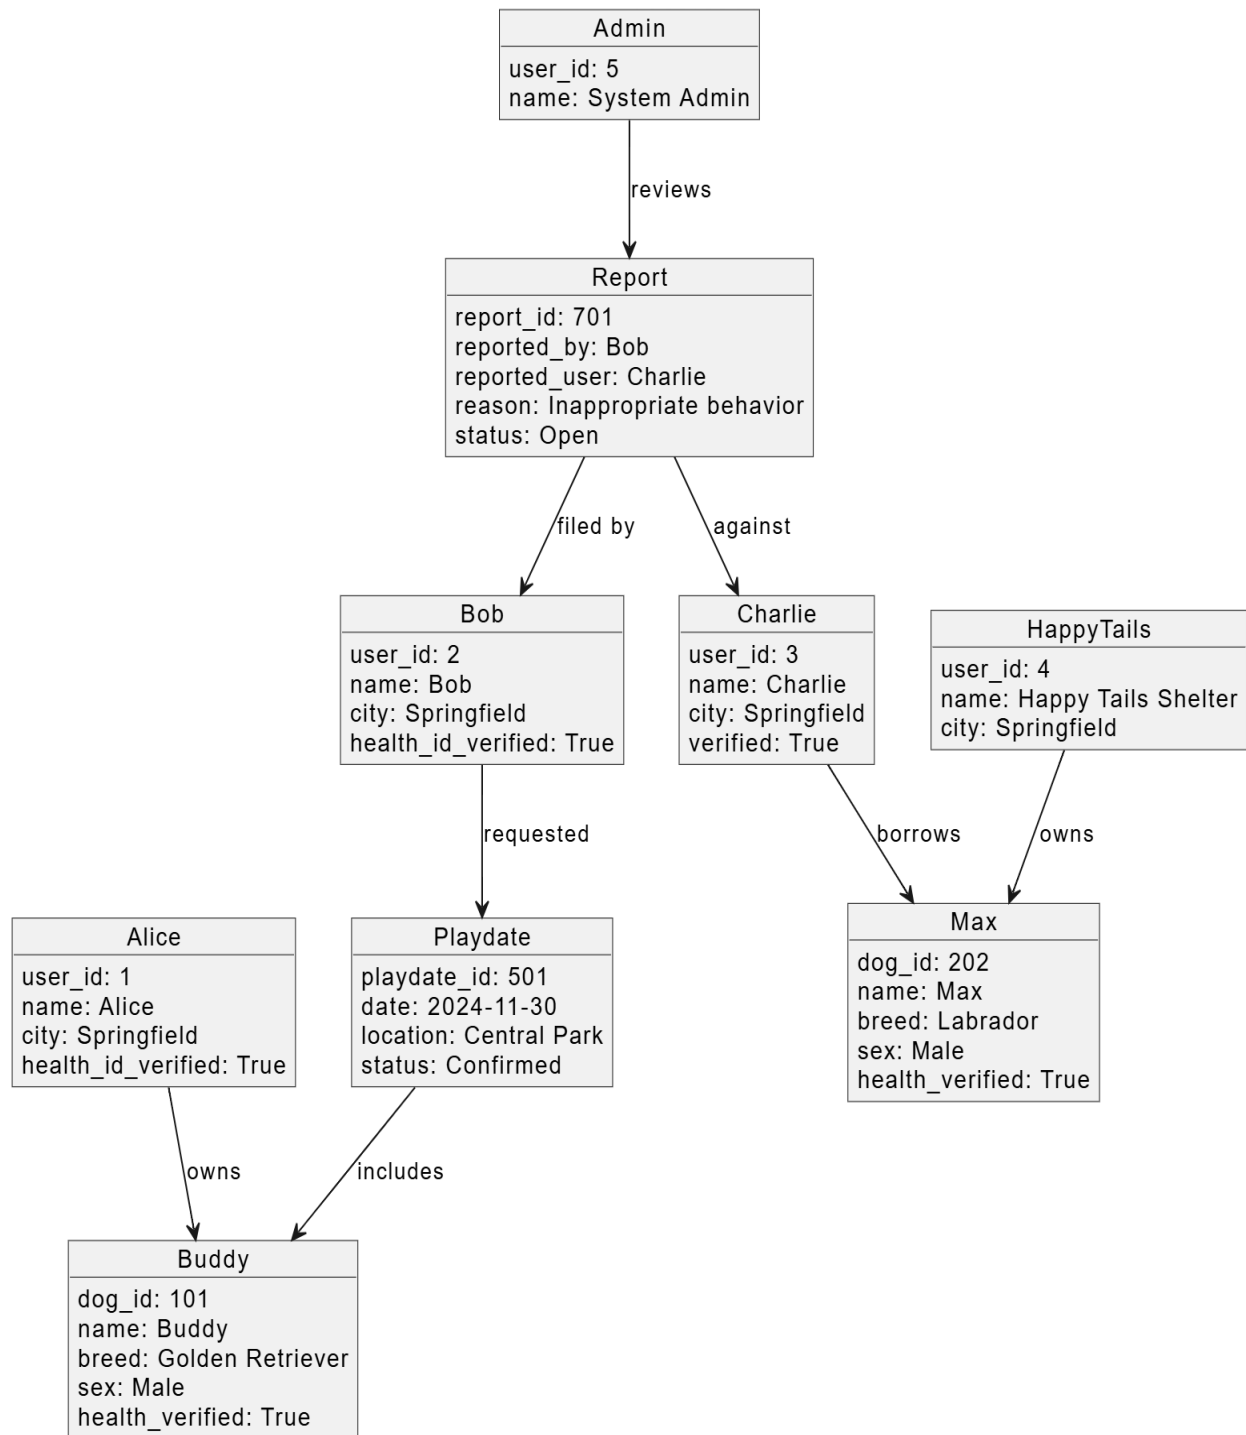 Admin
user_id: 5
name: System Admin
reviews
Report
report_id: 701
reported_by: Bob
reported_user: Charlie
reason: Inappropriate behavior
status: Open
filed by
against
Bob
user_id: 2
name: Bob
city: Springfield
health_id_verified: True
Charlie
user_id: 3
name: Charlie
city: Springfield
verified: True
HappyTails
user_id: 4
name: Happy Tails Shelter
city: Springfield
requested
borrows
owns
Alice
user_id: 1
name: Alice
city: Springfield
health_id_verified: True
Playdate
playdate_id: 501
date: 2024-11-30
location: Central Park
status: Confirmed
Max
dog_id: 202
name: Max
breed: Labrador
sex: Male
health_verified: True
owns
includes
Buddy
dog_id: 101
name: Buddy
breed: Golden Retriever
sex: Male
health_verified: True